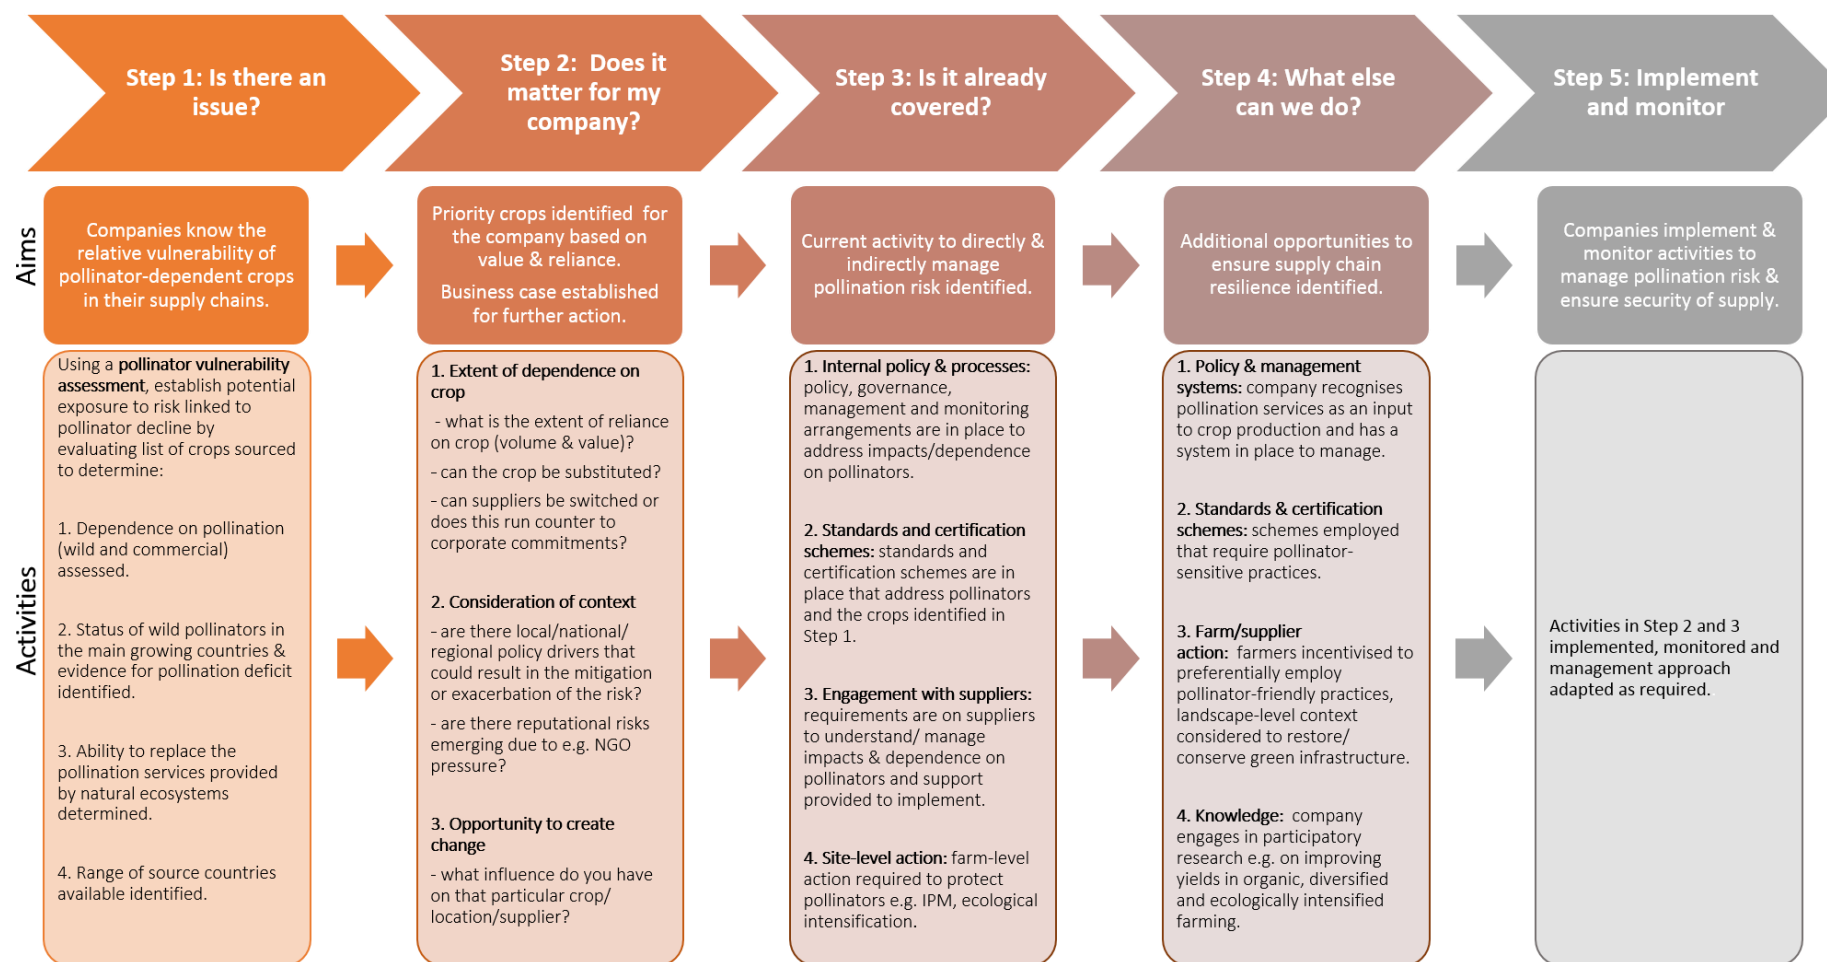 Step 1: Is there an
issue?
Step 2:  Does it
matter for my
company?
Step 3: Is it already
covered?
Step 4: What else
can we do?
Step 5: Implement
and monitor
Aims
Companies know the
relative vulnerability of
pollinator-dependent crops
in their supply chains.
Priority crops identified  for
the company based on
value & reliance.
Business case established
for further action.
Current activity to directly &
indirectly manage
pollination risk identified.
Additional opportunities to
ensure supply chain
resilience identified.
Companies implement &
monitor activities to
manage pollination risk &
ensure security of supply.
Activities
Using a pollinator vulnerability
assessment, establish potential
exposure to risk linked to
pollinator decline by
evaluating list of crops sourced
to determine:
1. Dependence on pollination
(wild and commercial)
assessed.
2. Status of wild pollinators in
the main growing countries &
evidence for pollination deficit
identified.
3. Ability to replace the
pollination services provided
by natural ecosystems
determined.
4. Range of source countries
available identified.
1. Extent of dependence on
crop
- what is the extent of reliance
on crop (volume & value)?
- can the crop be substituted?
- can suppliers be switched or
does this run counter to
corporate commitments?
2. Consideration of context
- are there local/national/
regional policy drivers that
could result in the mitigation
or exacerbation of the risk?
- are there reputational risks
emerging due to e.g. NGO
pressure?
3. Opportunity to create
change
- what influence do you have
on that particular crop/
location/supplier?
1. Internal policy & processes:
policy, governance,
management and monitoring
arrangements are in place to
address impacts/dependence
on pollinators.
2. Standards and certification
schemes: standards and
certification schemes are in
place that address pollinators
and the crops identified in
Step 1.
3. Engagement with suppliers:
requirements are on suppliers
to understand/ manage
impacts & dependence on
pollinators and support
provided to implement.
4. Site-level action: farm-level
action required to protect
pollinators e.g. IPM, ecological
intensification.
1. Policy & management
systems: company recognises
pollination services as an input
to crop production and has a
system in place to manage.
2. Standards & certification
schemes: schemes employed
that require pollinator-
sensitive practices.
3. Farm/supplier
action:  farmers incentivised to
preferentially employ
pollinator-friendly practices,
landscape-level context
considered to restore/
conserve green infrastructure.
4. Knowledge:  company
engages in participatory
research e.g. on improving
yields in organic, diversified
and ecologically intensified
farming.
Activities in Step 2 and 3
implemented, monitored and
management approach
adapted as required.